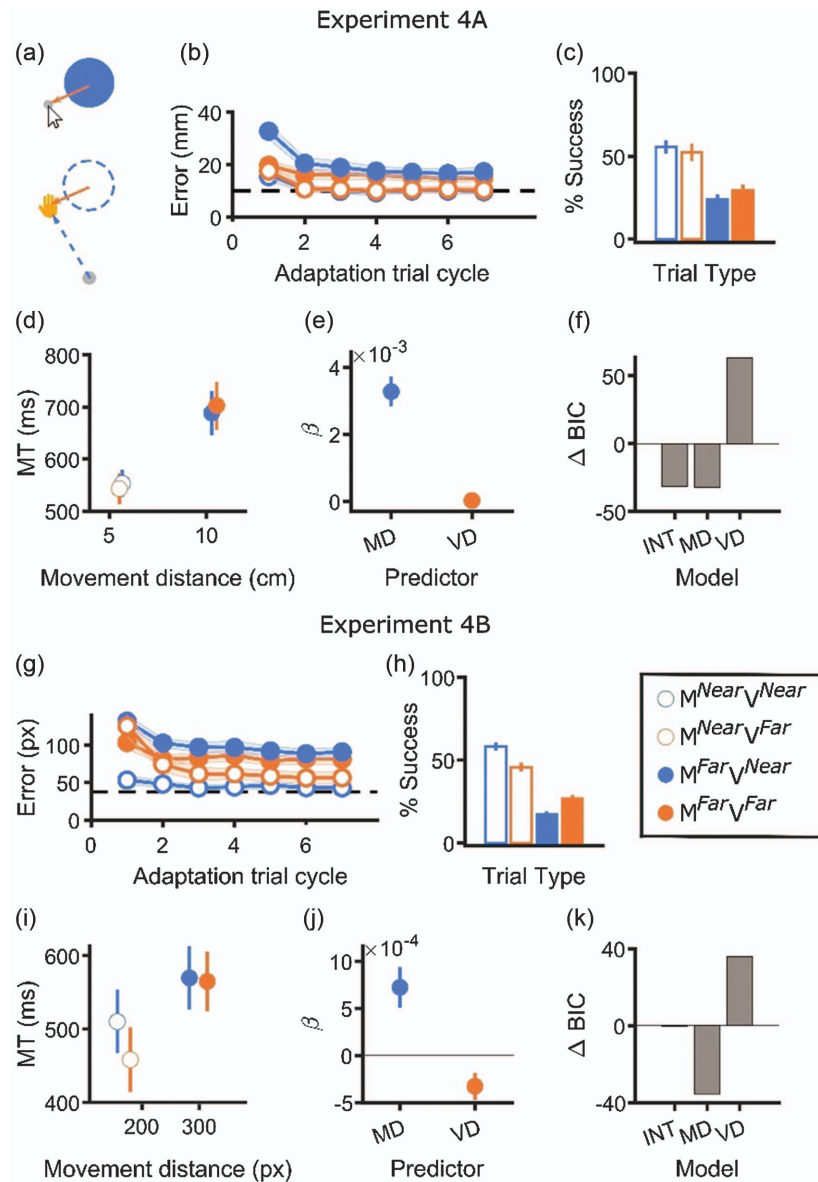 Experiment 4A
(a)
(b)
(c)
Error (mm)
40
20
0
0
2
4
6
Adaptation trial cycle
% Success
100
50
0
Trial Type
(d)
(e)
(f)
MT (ms)
800
700
600
500
5
10
Movement distance (cm)
×10⁻³
β
4
2
0
MD
VD
Predictor
Δ BIC
50
0
-50
INT
MD
VD
Model
Experiment 4B
(g)
(h)
Error (px)
100
50
0
0
2
4
6
Adaptation trial cycle
% Success
100
50
0
Trial Type
M^Near V^Near
M^Near V^Far
M^Far V^Near
M^Far V^Far
(i)
(j)
(k)
MT (ms)
600
500
400
200
300
Movement distance (px)
×10⁻⁴
β
10
5
0
-5
MD
VD
Predictor
Δ BIC
40
0
-40
INT
MD
VD
Model